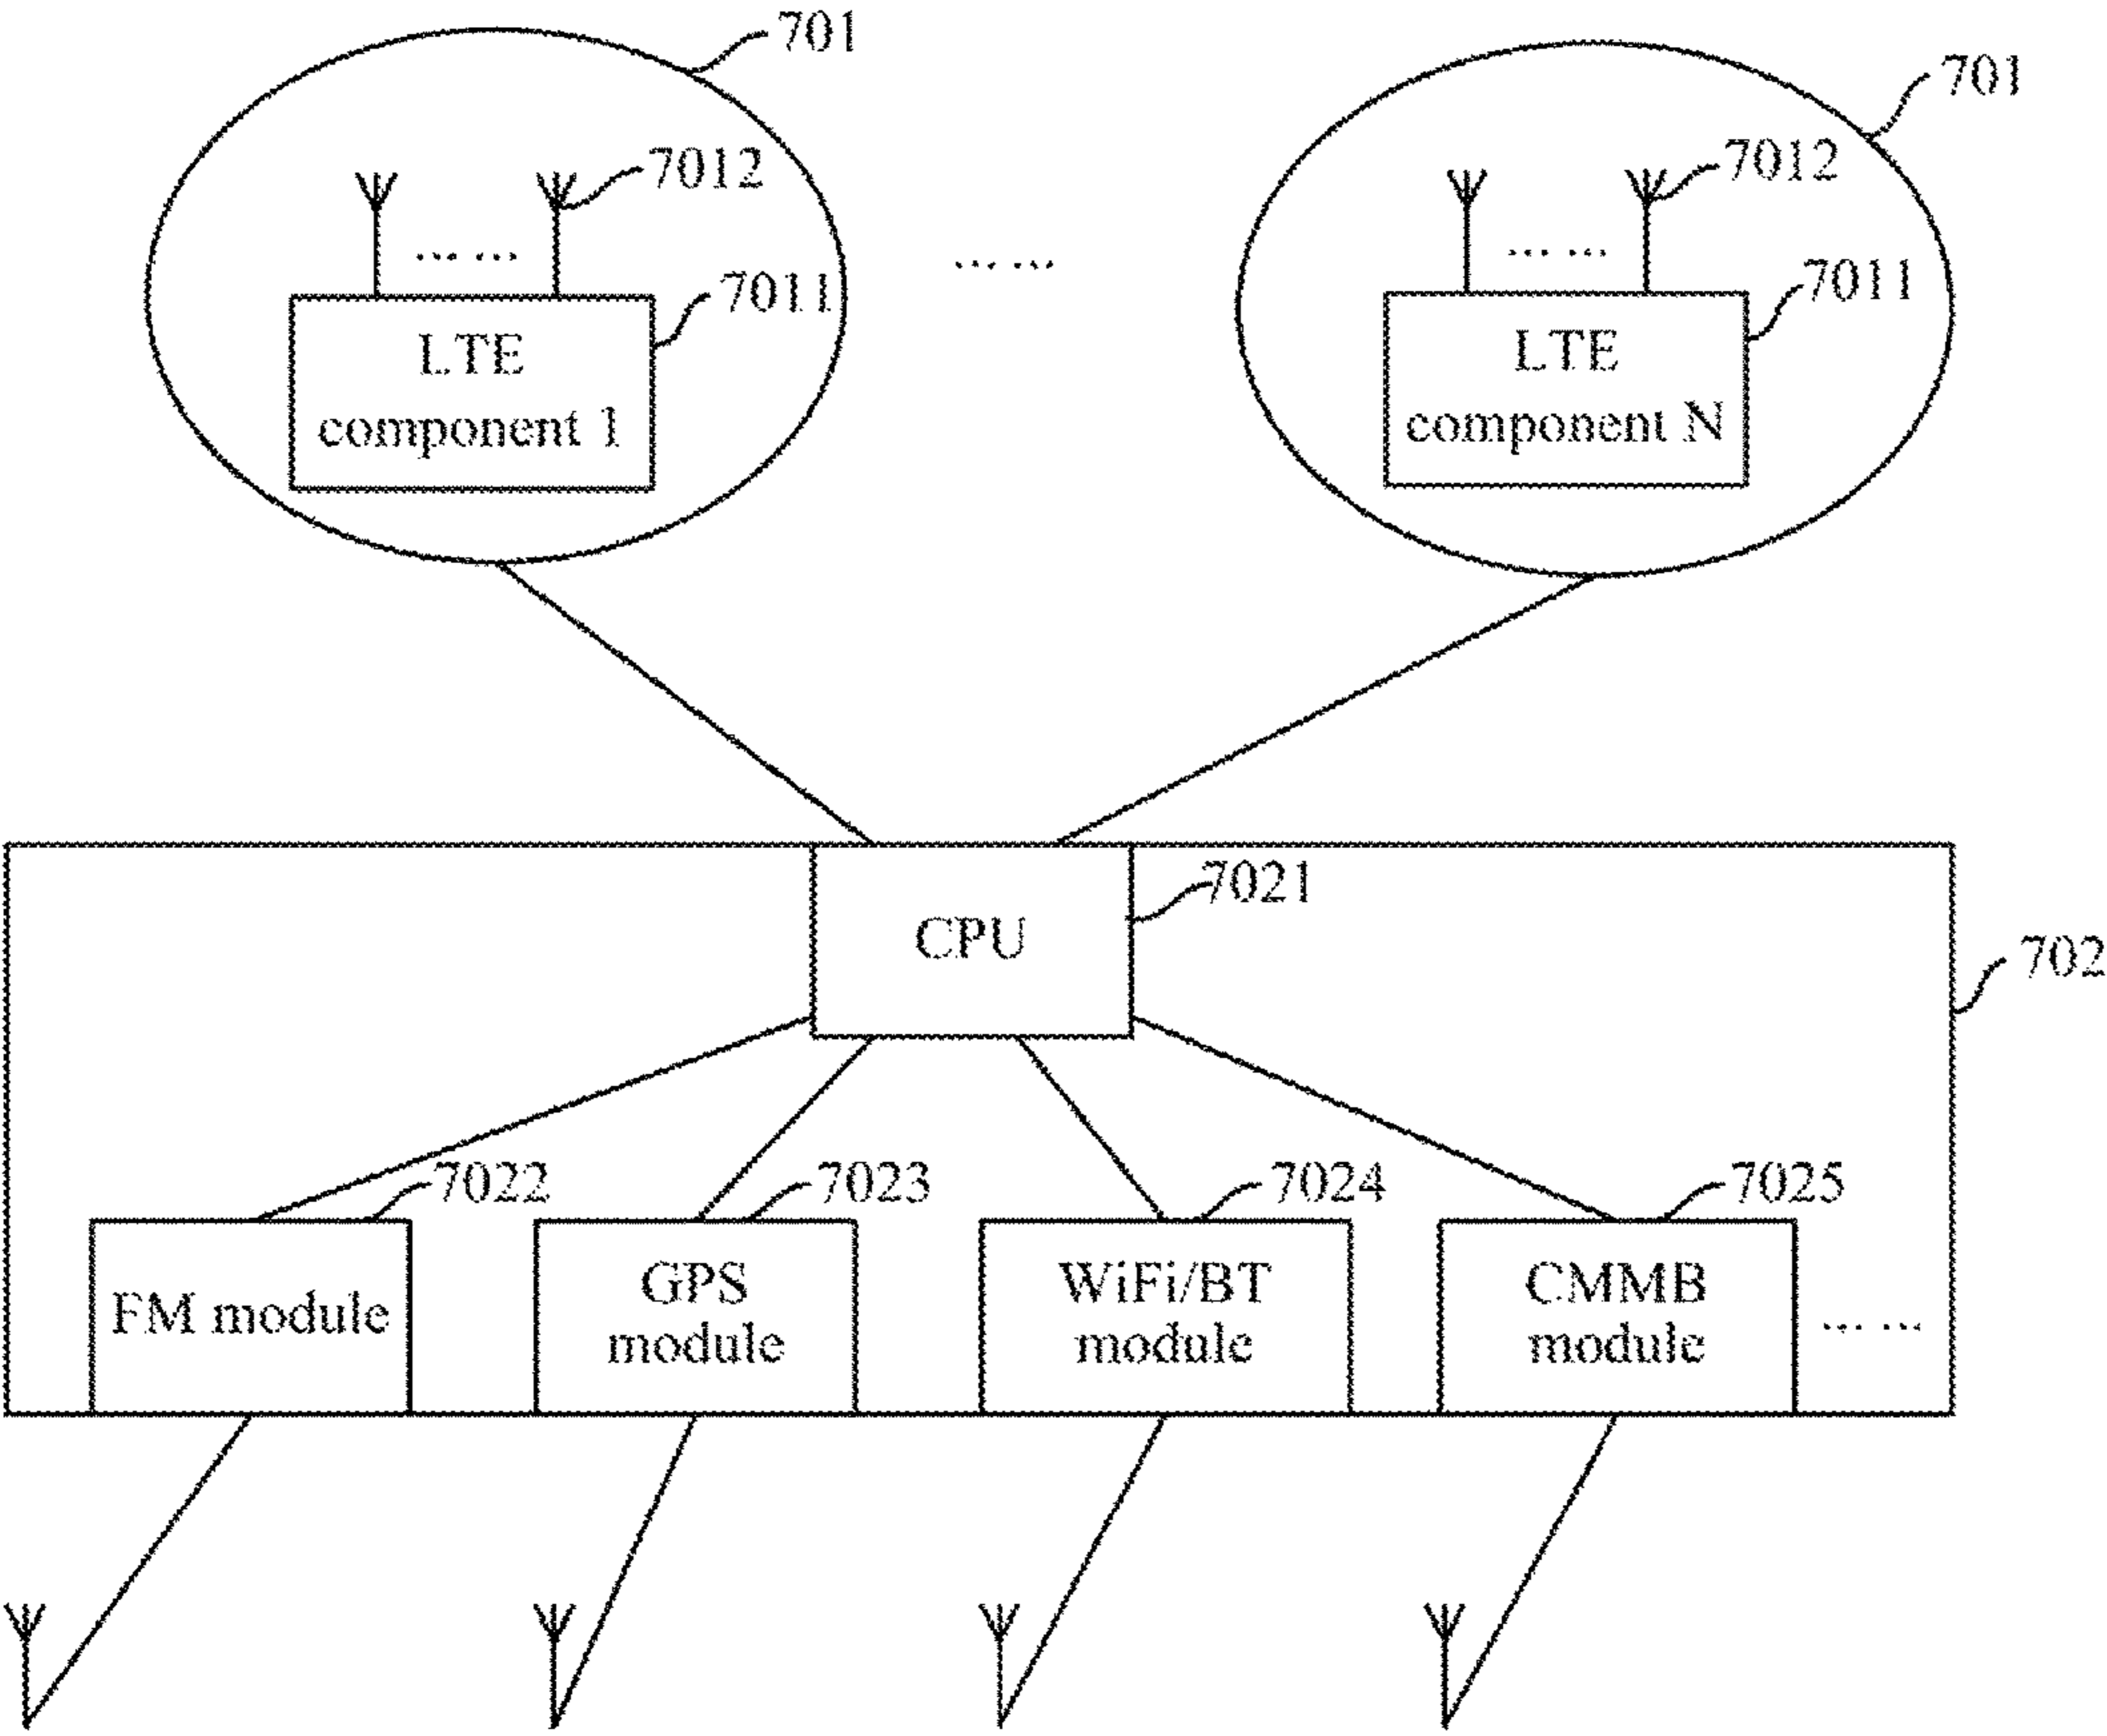 701
701
7012
7012
... ...
... ...
... ...
7011
7011
LTE
component 1
LTE
component N
7021
CPU
702
7022
7023
7024
7025
FM module
GPS
module
WiFi/BT
module
CMMB
module
... ...